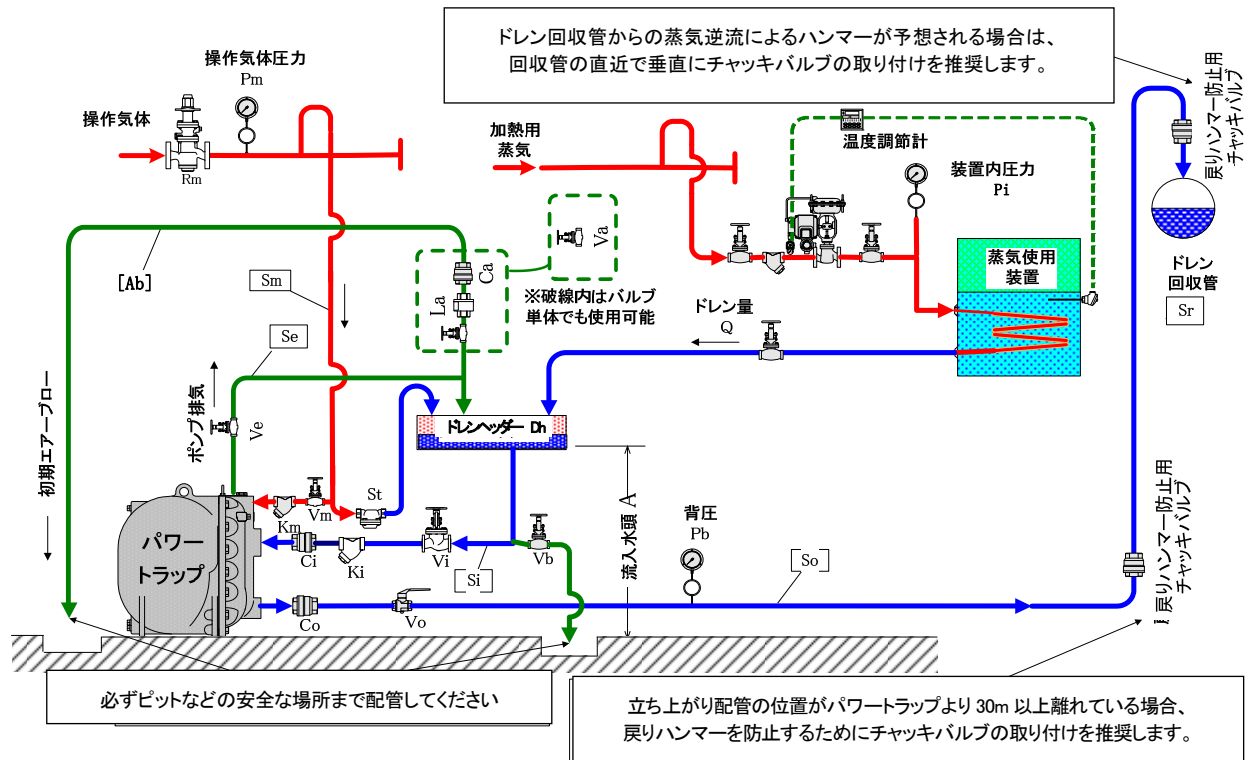 ドレン回収管からの蒸気逆流によるハンマーが予想される場合は、
回収管の直近で垂直にチャッキバルブの取り付けを推奨します。
操作気体圧力
Pm
操作気体
Rm
加熱用
蒸気
温度調節計
装置内圧力
Pi
戻りハンマー防止用
チャッキバルブ
蒸気使用
装置
ドレン
回収管
Sr
[Ab]
Sm
Se
Ca
La
Va
※破線内はバルブ
単体でも使用可能
ドレン量
Q
初期エアーブロー
ポンプ排気
Ve
ドレンヘッダー Dh
パワー
トラップ
Km
Vm
St
Ci
Ki
Vi
Si
Vb
流入水頭 A
背圧
Pb
So
Co
Vo
戻りハンマー防止用
チャッキバルブ
必ずピットなどの安全な場所まで配管してください
立ち上がり配管の位置がパワートラップより 30m 以上離れている場合、
戻りハンマーを防止するためにチャッキバルブの取り付けを推奨します。